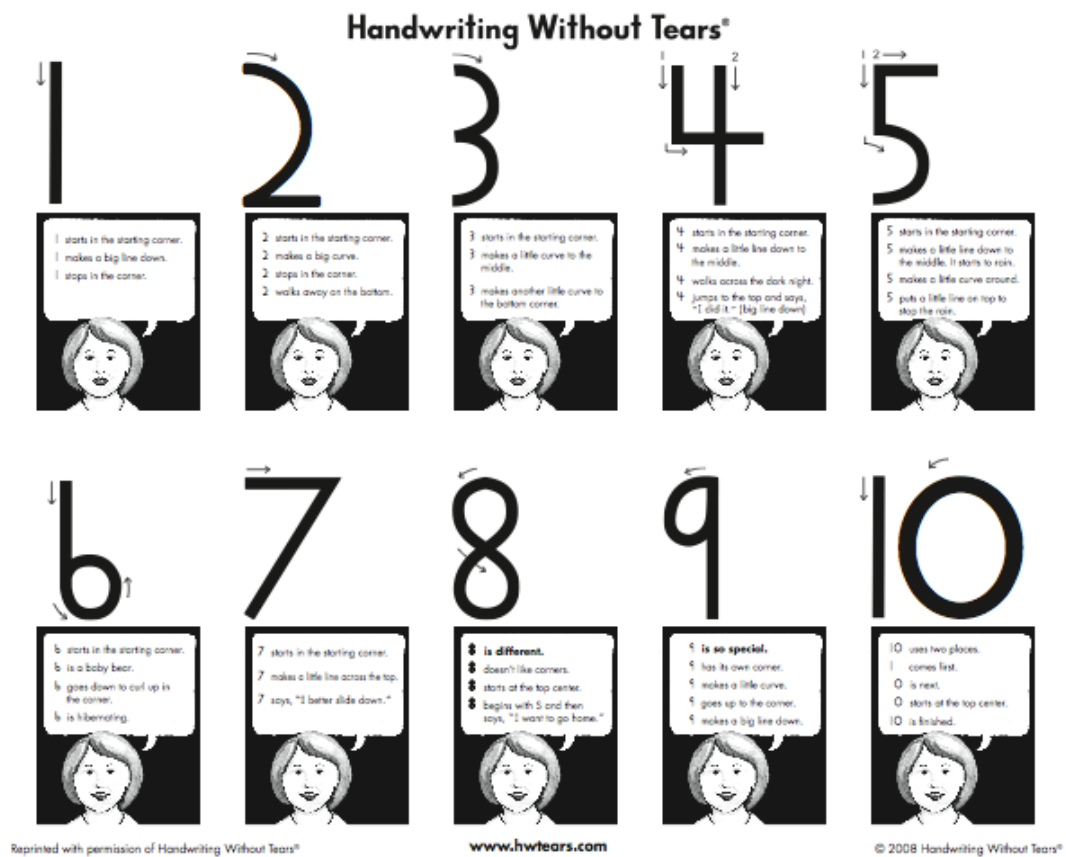 Handwriting Without Tears®
1
2
3
1 2
4
1 2
5
1 starts in the starting corner.
1 makes a big line down.
1 stops in the corner.
2 starts in the starting corner.
2 makes a big curve.
2 stops in the corner.
2 walks away on the bottom.
3 starts in the starting corner.
3 makes a little curve to the
middle.
3 makes another little curve to
the bottom corner.
4 starts in the starting corner.
4 makes a little line down to
the middle.
4 walks across the dark night.
4 jumps to the top and says,
"I did it." (big line down)
5 starts in the starting corner.
5 makes a little line down to
the middle. It starts to rain.
5 makes a little curve around.
5 puts a little line on top to
stop the rain.
6
7
8
9
10
6 starts in the starting corner.
6 is a baby bear.
6 goes down to curl up in
the corner.
6 is hibernating.
7 starts in the starting corner.
7 makes a little line across the top.
7 says, "I better slide down."
8 is different.
8 doesn't like corners.
8 starts at the top center.
8 begins with S and then
says, "I want to go home."
9 is so special.
9 has its own corner.
9 makes a little curve.
9 goes up to the corner.
9 makes a big line down.
10 uses two places.
1 comes first.
0 is next.
0 starts at the top center.
10 is finished.
Reprinted with permission of Handwriting Without Tears®
www.hwtears.com
© 2008 Handwriting Without Tears®